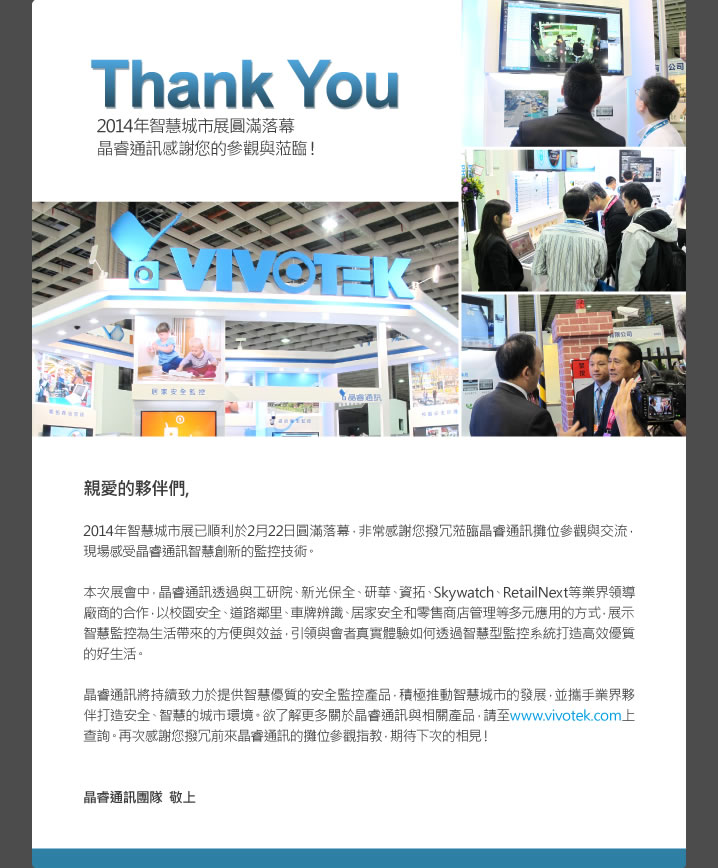 Thank You
2014年智慧城市展圓滿落幕
晶睿通訊感謝您的參觀與蒞臨!
公司
VIVOTEK
居家安全監控
晶睿通訊
有限公司
親愛的夥伴們,
2014年智慧城市展已順利於2月22日圓滿落幕,非常感謝您撥冗蒞臨晶睿通訊攤位參觀與交流,
現場感受晶睿通訊智慧創新的監控技術。
本次展會中,晶睿通訊透過與工研院、新光保全、研華、資拓、Skywatch、RetailNext等業界領導
廠商的合作,以校園安全、道路鄰里、車牌辨識、居家安全和零售商店管理等多元應用的方式,展示
智慧監控為生活帶來的方便與效益,引領與會者真實體驗如何透過智慧型監控系統打造高效優質
的好生活。
晶睿通訊將持續致力於提供智慧優質的安全監控產品,積極推動智慧城市的發展,並攜手業界夥
伴打造安全、智慧的城市環境。欲了解更多關於晶睿通訊與相關產品,請至www.vivotek.com上
查詢。再次感謝您撥冗前來晶睿通訊的攤位參觀指教,期待下次的相見!
晶睿通訊團隊 敬上